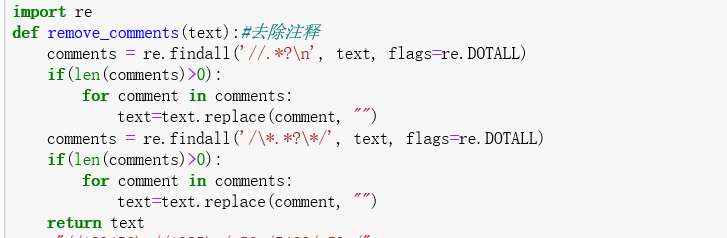 import re
def remove_comments(text):#去除注释
    comments = re.findall('//.*?\n', text, flags=re.DOTALL)
    if(len(comments)>0):
        for comment in comments:
            text=text.replace(comment, "")
    comments = re.findall('/\*.*?\*/', text, flags=re.DOTALL)
    if(len(comments)>0):
        for comment in comments:
            text=text.replace(comment, "")
    return text